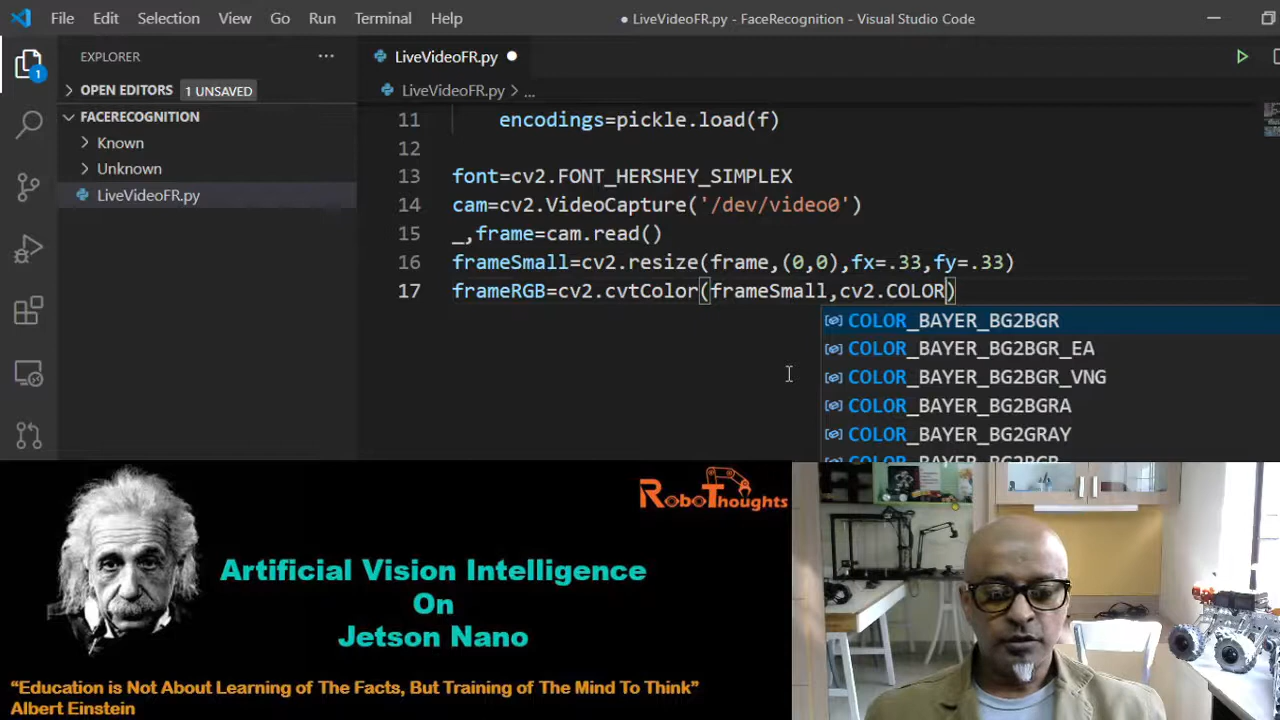 File Edit Selection View Go Run Terminal Help
● LiveVideoFR.py - FaceRecognition - Visual Studio Code
EXPLORER
OPEN EDITORS 1 UNSAVED
FACERECOGNITION
Known
Unknown
LiveVideoFR.py
1
LiveVideoFR.py ●
LiveVideoFR.py > ...
11 encodings=pickle.load(f)
12
13 font=cv2.FONT_HERSHEY_SIMPLEX
14 cam=cv2.VideoCapture('/dev/video0')
15 _,frame=cam.read()
16 frameSmall=cv2.resize(frame,(0,0),fx=.33,fy=.33)
17 frameRGB=cv2.cvtColor(frameSmall,cv2.COLOR)
COLOR_BAYER_BG2BGR
COLOR_BAYER_BG2BGR_EA
COLOR_BAYER_BG2BGR_VNG
COLOR_BAYER_BG2BGRA
COLOR_BAYER_BG2GRAY
ROBOTHOUGHTS
Artificial Vision Intelligence
On
Jetson Nano
“Education is Not About Learning of The Facts, But Training of The Mind To Think”
Albert Einstein